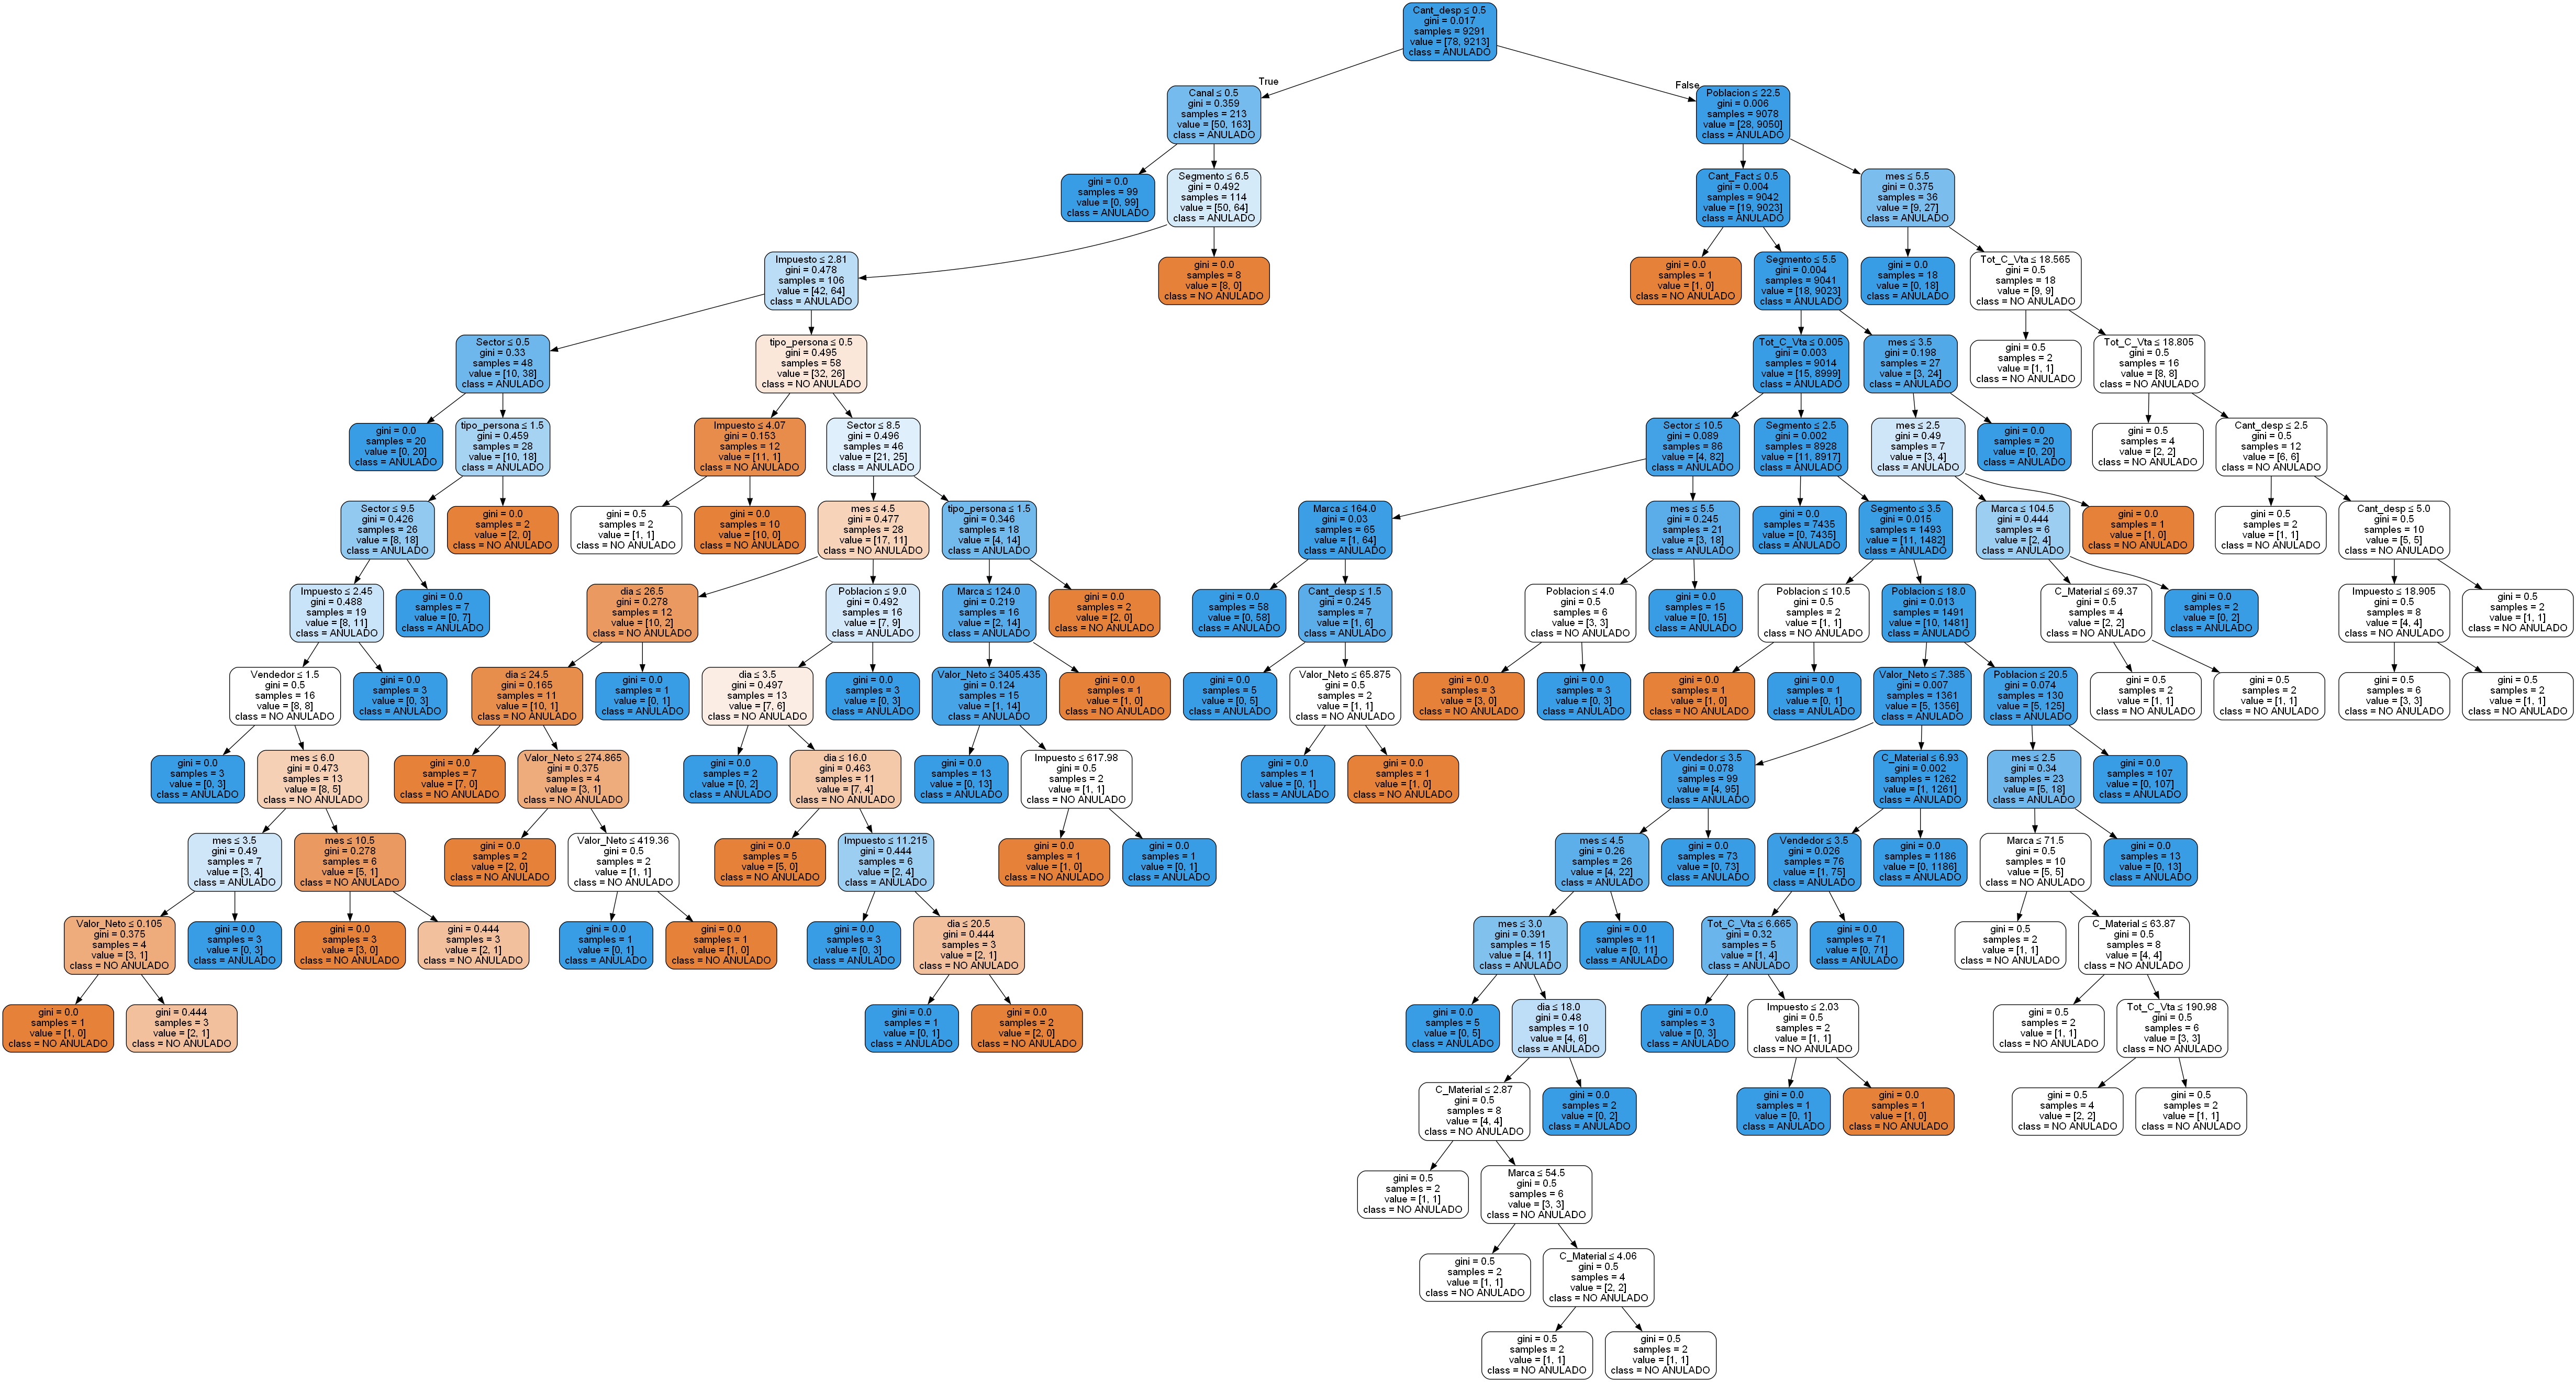 Cant_desp ≤ 0.5
gini = 0.017
samples = 9291
value = [78, 9213]
class = ANULADO
True
False
Canal ≤ 0.5
gini = 0.359
samples = 213
value = [50, 163]
class = ANULADO
Poblacion ≤ 22.5
gini = 0.006
samples = 9078
value = [28, 9050]
class = ANULADO
gini = 0.0
samples = 99
value = [0, 99]
class = ANULADO
Segmento ≤ 6.5
gini = 0.492
samples = 114
value = [50, 64]
class = ANULADO
Cant_Fact ≤ 0.5
gini = 0.004
samples = 9042
value = [19, 9023]
class = ANULADO
mes ≤ 5.5
gini = 0.375
samples = 36
value = [9, 27]
class = ANULADO
Impuesto ≤ 2.81
gini = 0.478
samples = 106
value = [42, 64]
class = ANULADO
gini = 0.0
samples = 8
value = [8, 0]
class = NO ANULADO
gini = 0.0
samples = 1
value = [1, 0]
class = NO ANULADO
Segmento ≤ 5.5
gini = 0.004
samples = 9041
value = [18, 9023]
class = ANULADO
gini = 0.0
samples = 18
value = [0, 18]
class = ANULADO
Tot_C_Vta ≤ 18.565
gini = 0.5
samples = 18
value = [9, 9]
class = NO ANULADO
Sector ≤ 0.5
gini = 0.33
samples = 48
value = [10, 38]
class = ANULADO
tipo_persona ≤ 0.5
gini = 0.495
samples = 58
value = [32, 26]
class = NO ANULADO
Tot_C_Vta ≤ 0.005
gini = 0.003
samples = 9014
value = [15, 8999]
class = ANULADO
mes ≤ 3.5
gini = 0.198
samples = 27
value = [3, 24]
class = ANULADO
gini = 0.5
samples = 2
value = [1, 1]
class = NO ANULADO
Tot_C_Vta ≤ 18.805
gini = 0.5
samples = 16
value = [8, 8]
class = NO ANULADO
gini = 0.0
samples = 20
value = [0, 20]
class = ANULADO
tipo_persona ≤ 1.5
gini = 0.459
samples = 28
value = [10, 18]
class = ANULADO
Impuesto ≤ 4.07
gini = 0.153
samples = 12
value = [11, 1]
class = NO ANULADO
Sector ≤ 8.5
gini = 0.496
samples = 46
value = [21, 25]
class = ANULADO
Sector ≤ 10.5
gini = 0.089
samples = 86
value = [4, 82]
class = ANULADO
Segmento ≤ 2.5
gini = 0.002
samples = 8928
value = [11, 8917]
class = ANULADO
mes ≤ 2.5
gini = 0.49
samples = 7
value = [3, 4]
class = ANULADO
gini = 0.0
samples = 20
value = [0, 20]
class = ANULADO
gini = 0.5
samples = 4
value = [2, 2]
class = NO ANULADO
Cant_desp ≤ 2.5
gini = 0.5
samples = 12
value = [6, 6]
class = NO ANULADO
Sector ≤ 9.5
gini = 0.426
samples = 26
value = [8, 18]
class = ANULADO
gini = 0.0
samples = 2
value = [2, 0]
class = NO ANULADO
gini = 0.5
samples = 2
value = [1, 1]
class = NO ANULADO
gini = 0.0
samples = 10
value = [10, 0]
class = NO ANULADO
mes ≤ 4.5
gini = 0.477
samples = 28
value = [17, 11]
class = NO ANULADO
tipo_persona ≤ 1.5
gini = 0.346
samples = 18
value = [4, 14]
class = ANULADO
Marca ≤ 164.0
gini = 0.03
samples = 65
value = [1, 64]
class = ANULADO
mes ≤ 5.5
gini = 0.245
samples = 21
value = [3, 18]
class = ANULADO
gini = 0.0
samples = 7435
value = [0, 7435]
class = ANULADO
Segmento ≤ 3.5
gini = 0.015
samples = 1493
value = [11, 1482]
class = ANULADO
Marca ≤ 104.5
gini = 0.444
samples = 6
value = [2, 4]
class = ANULADO
gini = 0.0
samples = 1
value = [1, 0]
class = NO ANULADO
gini = 0.5
samples = 2
value = [1, 1]
class = NO ANULADO
Cant_desp ≤ 5.0
gini = 0.5
samples = 10
value = [5, 5]
class = NO ANULADO
Impuesto ≤ 2.45
gini = 0.488
samples = 19
value = [8, 11]
class = ANULADO
gini = 0.0
samples = 7
value = [0, 7]
class = ANULADO
dia ≤ 26.5
gini = 0.278
samples = 12
value = [10, 2]
class = NO ANULADO
Poblacion ≤ 9.0
gini = 0.492
samples = 16
value = [7, 9]
class = ANULADO
Marca ≤ 124.0
gini = 0.219
samples = 16
value = [2, 14]
class = ANULADO
gini = 0.0
samples = 2
value = [2, 0]
class = NO ANULADO
gini = 0.0
samples = 58
value = [0, 58]
class = ANULADO
Cant_desp ≤ 1.5
gini = 0.245
samples = 7
value = [1, 6]
class = ANULADO
Poblacion ≤ 4.0
gini = 0.5
samples = 6
value = [3, 3]
class = NO ANULADO
gini = 0.0
samples = 15
value = [0, 15]
class = ANULADO
Poblacion ≤ 10.5
gini = 0.5
samples = 2
value = [1, 1]
class = NO ANULADO
Poblacion ≤ 18.0
gini = 0.013
samples = 1491
value = [10, 1481]
class = ANULADO
C_Material ≤ 69.37
gini = 0.5
samples = 4
value = [2, 2]
class = NO ANULADO
gini = 0.0
samples = 2
value = [0, 2]
class = ANULADO
Impuesto ≤ 18.905
gini = 0.5
samples = 8
value = [4, 4]
class = NO ANULADO
gini = 0.5
samples = 2
value = [1, 1]
class = NO ANULADO
Vendedor ≤ 1.5
gini = 0.5
samples = 16
value = [8, 8]
class = NO ANULADO
gini = 0.0
samples = 3
value = [0, 3]
class = ANULADO
dia ≤ 24.5
gini = 0.165
samples = 11
value = [10, 1]
class = NO ANULADO
gini = 0.0
samples = 1
value = [0, 1]
class = ANULADO
dia ≤ 3.5
gini = 0.497
samples = 13
value = [7, 6]
class = NO ANULADO
gini = 0.0
samples = 3
value = [0, 3]
class = ANULADO
Valor_Neto ≤ 3405.435
gini = 0.124
samples = 15
value = [1, 14]
class = ANULADO
gini = 0.0
samples = 1
value = [1, 0]
class = NO ANULADO
gini = 0.0
samples = 5
value = [0, 5]
class = ANULADO
Valor_Neto ≤ 65.875
gini = 0.5
samples = 2
value = [1, 1]
class = NO ANULADO
gini = 0.0
samples = 3
value = [3, 0]
class = NO ANULADO
gini = 0.0
samples = 3
value = [0, 3]
class = ANULADO
gini = 0.0
samples = 1
value = [1, 0]
class = NO ANULADO
gini = 0.0
samples = 1
value = [0, 1]
class = ANULADO
Valor_Neto ≤ 7.385
gini = 0.007
samples = 1361
value = [5, 1356]
class = ANULADO
Poblacion ≤ 20.5
gini = 0.074
samples = 130
value = [5, 125]
class = ANULADO
gini = 0.5
samples = 2
value = [1, 1]
class = NO ANULADO
gini = 0.5
samples = 2
value = [1, 1]
class = NO ANULADO
gini = 0.5
samples = 6
value = [3, 3]
class = NO ANULADO
gini = 0.5
samples = 2
value = [1, 1]
class = NO ANULADO
gini = 0.0
samples = 3
value = [0, 3]
class = ANULADO
mes ≤ 6.0
gini = 0.473
samples = 13
value = [8, 5]
class = NO ANULADO
gini = 0.0
samples = 7
value = [7, 0]
class = NO ANULADO
Valor_Neto ≤ 274.865
gini = 0.375
samples = 4
value = [3, 1]
class = NO ANULADO
gini = 0.0
samples = 2
value = [0, 2]
class = ANULADO
dia ≤ 16.0
gini = 0.463
samples = 11
value = [7, 4]
class = NO ANULADO
gini = 0.0
samples = 13
value = [0, 13]
class = ANULADO
Impuesto ≤ 617.98
gini = 0.5
samples = 2
value = [1, 1]
class = NO ANULADO
gini = 0.0
samples = 1
value = [0, 1]
class = ANULADO
gini = 0.0
samples = 1
value = [1, 0]
class = NO ANULADO
Vendedor ≤ 3.5
gini = 0.078
samples = 99
value = [4, 95]
class = ANULADO
C_Material ≤ 6.93
gini = 0.002
samples = 1262
value = [1, 1261]
class = ANULADO
mes ≤ 2.5
gini = 0.34
samples = 23
value = [5, 18]
class = ANULADO
gini = 0.0
samples = 107
value = [0, 107]
class = ANULADO
mes ≤ 3.5
gini = 0.49
samples = 7
value = [3, 4]
class = ANULADO
mes ≤ 10.5
gini = 0.278
samples = 6
value = [5, 1]
class = NO ANULADO
gini = 0.0
samples = 2
value = [2, 0]
class = NO ANULADO
Valor_Neto ≤ 419.36
gini = 0.5
samples = 2
value = [1, 1]
class = NO ANULADO
gini = 0.0
samples = 5
value = [5, 0]
class = NO ANULADO
Impuesto ≤ 11.215
gini = 0.444
samples = 6
value = [2, 4]
class = ANULADO
gini = 0.0
samples = 1
value = [1, 0]
class = NO ANULADO
gini = 0.0
samples = 1
value = [0, 1]
class = ANULADO
mes ≤ 4.5
gini = 0.26
samples = 26
value = [4, 22]
class = ANULADO
gini = 0.0
samples = 73
value = [0, 73]
class = ANULADO
Vendedor ≤ 3.5
gini = 0.026
samples = 76
value = [1, 75]
class = ANULADO
gini = 0.0
samples = 1186
value = [0, 1186]
class = ANULADO
Marca ≤ 71.5
gini = 0.5
samples = 10
value = [5, 5]
class = NO ANULADO
gini = 0.0
samples = 13
value = [0, 13]
class = ANULADO
Valor_Neto ≤ 0.105
gini = 0.375
samples = 4
value = [3, 1]
class = NO ANULADO
gini = 0.0
samples = 3
value = [0, 3]
class = ANULADO
gini = 0.0
samples = 3
value = [3, 0]
class = NO ANULADO
gini = 0.444
samples = 3
value = [2, 1]
class = NO ANULADO
gini = 0.0
samples = 1
value = [0, 1]
class = ANULADO
gini = 0.0
samples = 1
value = [1, 0]
class = NO ANULADO
gini = 0.0
samples = 3
value = [0, 3]
class = ANULADO
dia ≤ 20.5
gini = 0.444
samples = 3
value = [2, 1]
class = NO ANULADO
mes ≤ 3.0
gini = 0.391
samples = 15
value = [4, 11]
class = ANULADO
gini = 0.0
samples = 11
value = [0, 11]
class = ANULADO
Tot_C_Vta ≤ 6.665
gini = 0.32
samples = 5
value = [1, 4]
class = ANULADO
gini = 0.0
samples = 71
value = [0, 71]
class = ANULADO
gini = 0.5
samples = 2
value = [1, 1]
class = NO ANULADO
C_Material ≤ 63.87
gini = 0.5
samples = 8
value = [4, 4]
class = NO ANULADO
gini = 0.0
samples = 1
value = [1, 0]
class = NO ANULADO
gini = 0.444
samples = 3
value = [2, 1]
class = NO ANULADO
gini = 0.0
samples = 1
value = [0, 1]
class = ANULADO
gini = 0.0
samples = 2
value = [2, 0]
class = NO ANULADO
gini = 0.0
samples = 5
value = [0, 5]
class = ANULADO
dia ≤ 18.0
gini = 0.48
samples = 10
value = [4, 6]
class = ANULADO
gini = 0.0
samples = 3
value = [0, 3]
class = ANULADO
Impuesto ≤ 2.03
gini = 0.5
samples = 2
value = [1, 1]
class = NO ANULADO
gini = 0.5
samples = 2
value = [1, 1]
class = NO ANULADO
Tot_C_Vta ≤ 190.98
gini = 0.5
samples = 6
value = [3, 3]
class = NO ANULADO
C_Material ≤ 2.87
gini = 0.5
samples = 8
value = [4, 4]
class = NO ANULADO
gini = 0.0
samples = 2
value = [0, 2]
class = ANULADO
gini = 0.0
samples = 1
value = [0, 1]
class = ANULADO
gini = 0.0
samples = 1
value = [1, 0]
class = NO ANULADO
gini = 0.5
samples = 4
value = [2, 2]
class = NO ANULADO
gini = 0.5
samples = 2
value = [1, 1]
class = NO ANULADO
gini = 0.5
samples = 2
value = [1, 1]
class = NO ANULADO
Marca ≤ 54.5
gini = 0.5
samples = 6
value = [3, 3]
class = NO ANULADO
gini = 0.5
samples = 2
value = [1, 1]
class = NO ANULADO
C_Material ≤ 4.06
gini = 0.5
samples = 4
value = [2, 2]
class = NO ANULADO
gini = 0.5
samples = 2
value = [1, 1]
class = NO ANULADO
gini = 0.5
samples = 2
value = [1, 1]
class = NO ANULADO